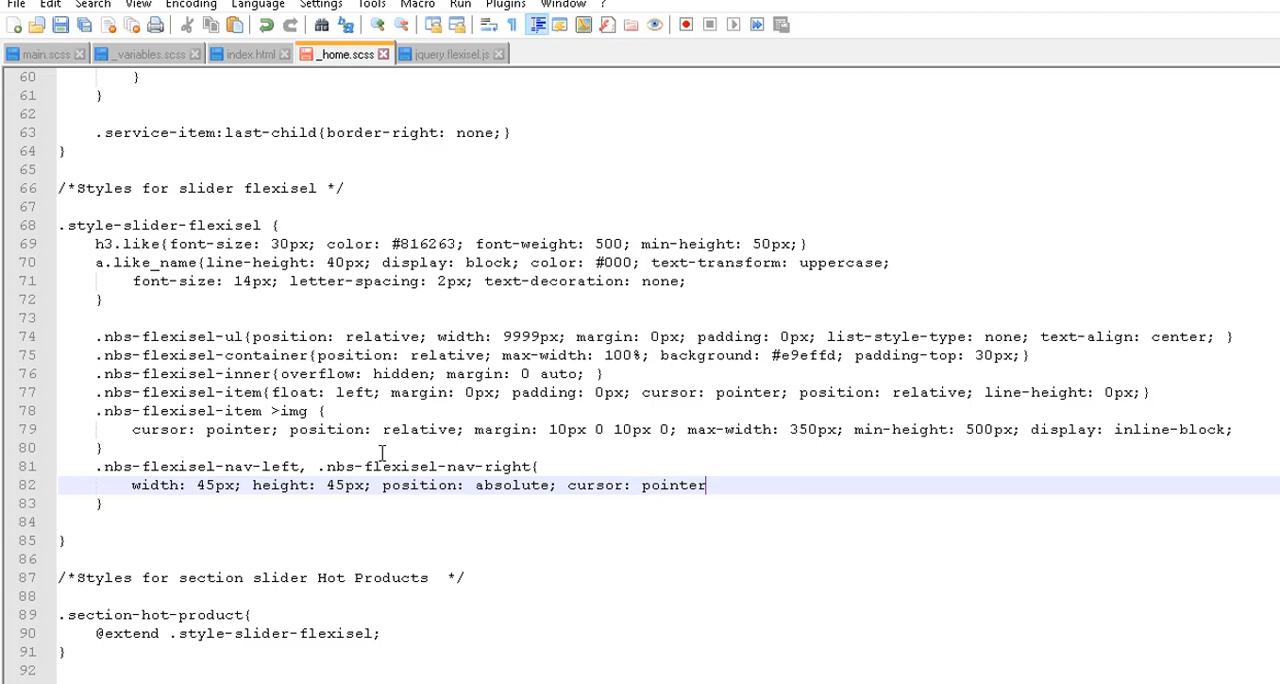 File Edit Search View Encoding Language Settings Tools Macro Run Plugins Window ?
main.scss _variables.scss index.html _home.scss jquery.flexisel.js
60 }
61 }
62
63 .service-item:last-child{border-right: none;}
64 }
65
66 /*Styles for slider flexisel */
67
68 .style-slider-flexisel {
69 h3.like{font-size: 30px; color: #816263; font-weight: 500; min-height: 50px;}
70 a.like_name{line-height: 40px; display: block; color: #000; text-transform: uppercase;
71 font-size: 14px; letter-spacing: 2px; text-decoration: none;
72 }
73
74 .nbs-flexisel-ul{position: relative; width: 9999px; margin: 0px; padding: 0px; list-style-type: none; text-align: center; }
75 .nbs-flexisel-container{position: relative; max-width: 100%; background: #e9effd; padding-top: 30px;}
76 .nbs-flexisel-inner{overflow: hidden; margin: 0 auto; }
77 .nbs-flexisel-item{float: left; margin: 0px; padding: 0px; cursor: pointer; position: relative; line-height: 0px;}
78 .nbs-flexisel-item >img {
79 cursor: pointer; position: relative; margin: 10px 0 10px 0; max-width: 350px; min-height: 500px; display: inline-block;
80 }
81 .nbs-flexisel-nav-left, .nbs-flexisel-nav-right{
82 width: 45px; height: 45px; position: absolute; cursor: pointer
83 }
84
85 }
86
87 /*Styles for section slider Hot Products */
88
89 .section-hot-product{
90 @extend .style-slider-flexisel;
91 }
92